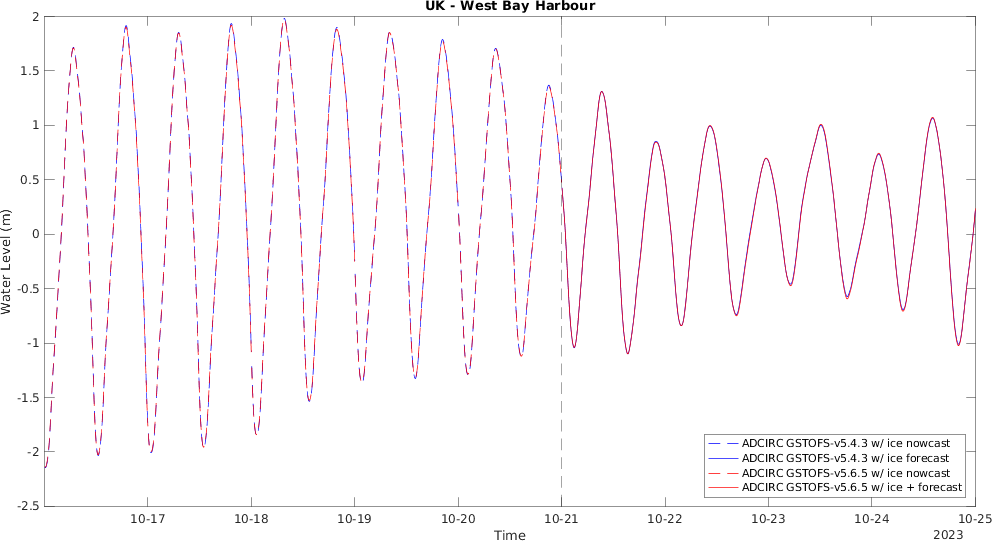 UK - West Bay Harbour
2
1.5
1
0.5
0
-0.5
-1
-1.5
-2
-2.5
Water Level (m)
10-17
10-18
10-19
10-20
10-21
10-22
10-23
10-24
10-25
Time
2023
ADCIRC GSTOFS-v5.4.3 w/ ice nowcast
ADCIRC GSTOFS-v5.4.3 w/ ice forecast
ADCIRC GSTOFS-v5.6.5 w/ ice nowcast
ADCIRC GSTOFS-v5.6.5 w/ ice + forecast